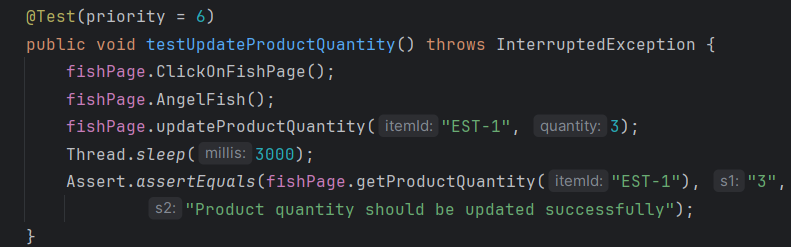 @Test(priority = 6)
public void testUpdateProductQuantity() throws InterruptedException {
fishPage.ClickOnFishPage();
fishPage.AngelFish();
fishPage.updateProductQuantity( itemId: "EST-1", quantity: 3);
Thread.sleep( millis: 3000);
Assert.assertEquals(fishPage.getProductQuantity( itemId: "EST-1"), s1: "3",
s2: "Product quantity should be updated successfully");
}